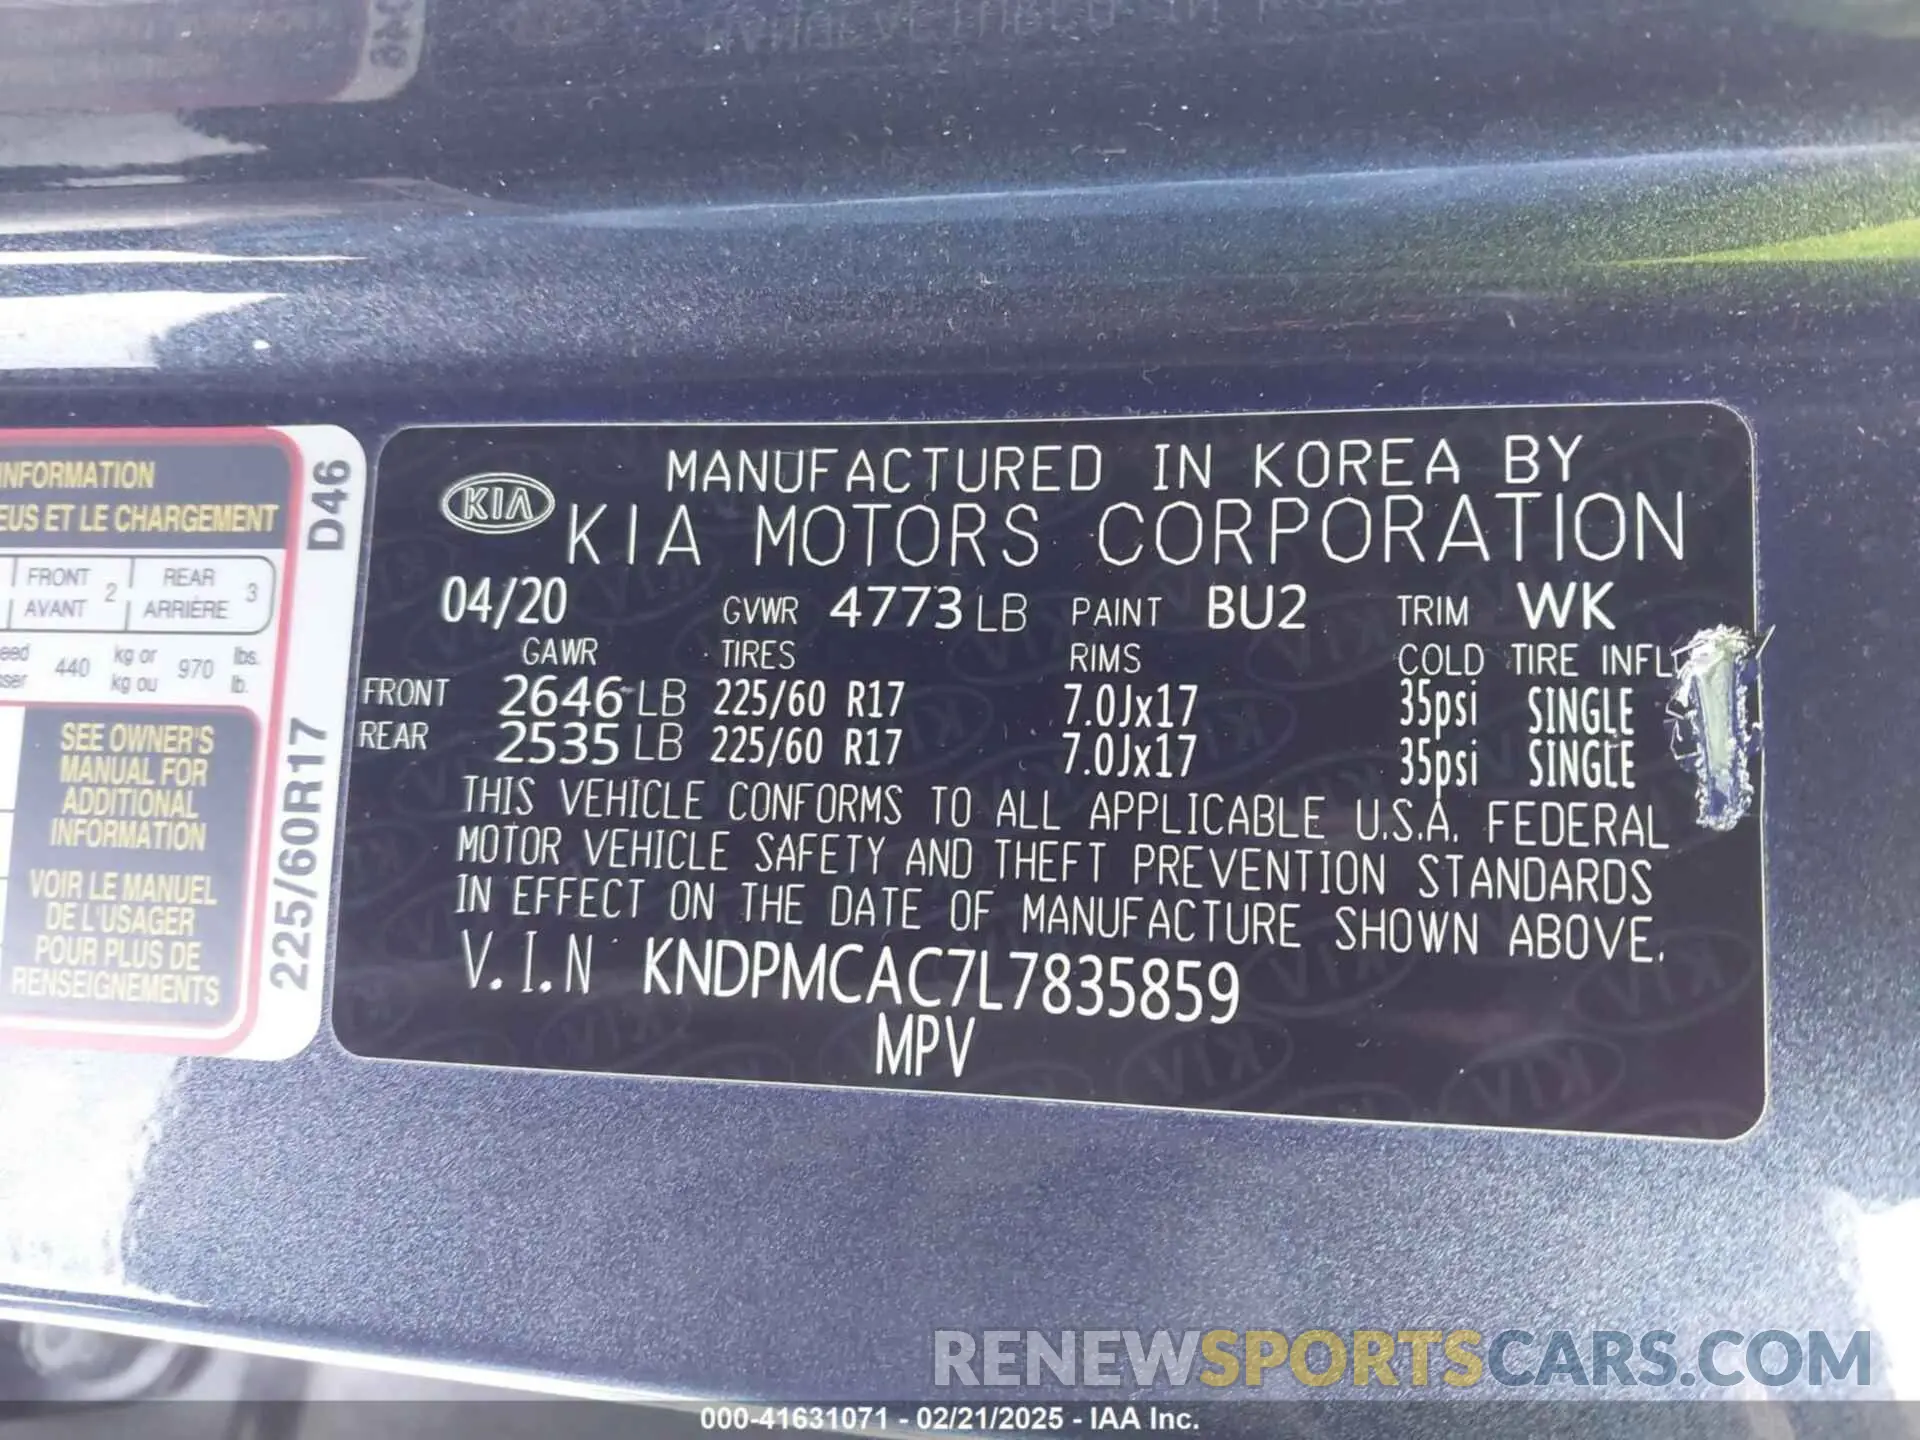 INFORMATION
EUS ET LE CHARGEMENT
FRONT 2 REAR 3
AVANT ARRIÈRE
440 kg or 970 lbs.
kg ou lb.
SEE OWNER'S
MANUAL FOR
ADDITIONAL
INFORMATION
VOIR LE MANUEL
DE L'USAGER
POUR PLUS DE
RENSEIGNEMENTS
D46
225/60R17
KIA
MANUFACTURED IN KOREA BY
KIA MOTORS CORPORATION
04/20 GVWR 4773 LB PAINT BU2 TRIM WK
GAWR TIRES RIMS COLD TIRE INFL
FRONT 2646 LB 225/60 R17 7.0Jx17 35psi SINGLE
REAR 2535 LB 225/60 R17 7.0Jx17 35psi SINGLE
THIS VEHICLE CONFORMS TO ALL APPLICABLE U.S.A. FEDERAL
MOTOR VEHICLE SAFETY AND THEFT PREVENTION STANDARDS
IN EFFECT ON THE DATE OF MANUFACTURE SHOWN ABOVE.
V.I.N KNDPMCAC7L7835859
MPV
RENEWSPORTSCARS.COM
000-41631071 - 02/21/2025 - IAA Inc.